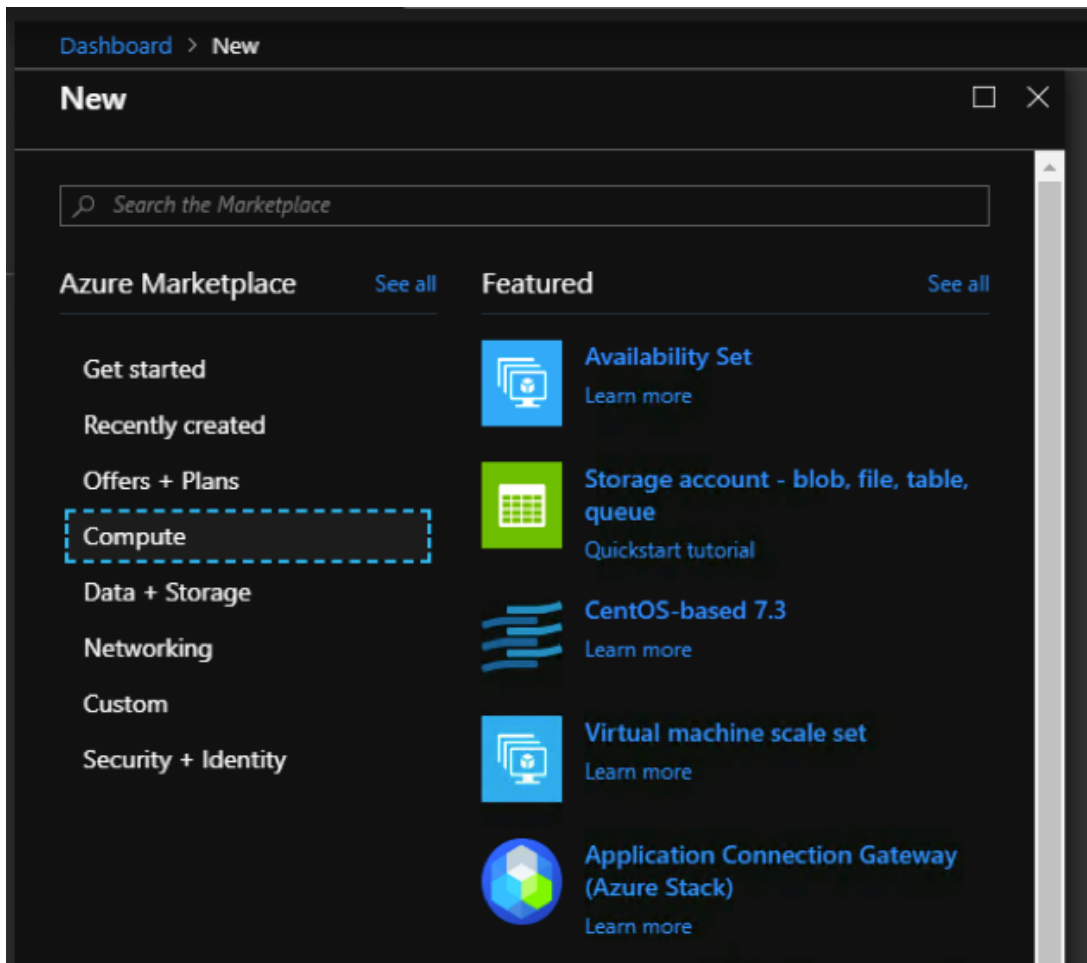 Dashboard > New
New
Search the Marketplace
Azure Marketplace
See all
Get started
Recently created
Offers + Plans
Compute
Data + Storage
Networking
Custom
Security + Identity
Featured
See all
Availability Set
Learn more
Storage account - blob, file, table,
queue
Quickstart tutorial
CentOS-based 7.3
Learn more
Virtual machine scale set
Learn more
Application Connection Gateway
(Azure Stack)
Learn more